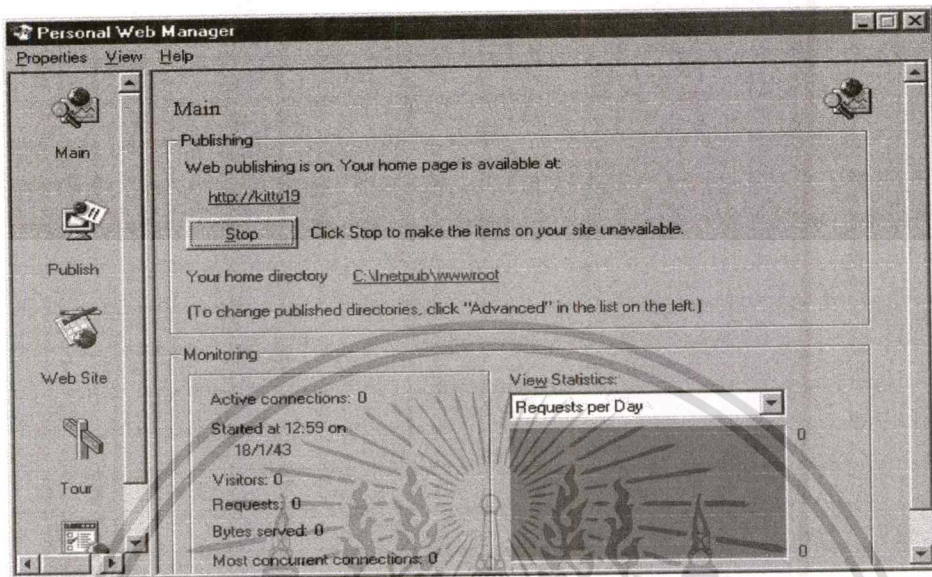 Personal Web Manager
Properties View Help
Main
Publish
Web Site
Tour
Main
Publishing
Web publishing is on. Your home page is available at:
http://kitty19
Stop
Click Stop to make the items on your site unavailable.
Your home directory C:\Inetpub\wwwroot
(To change published directories, click "Advanced" in the list on the left.)
Monitoring
Active connections: 0
Started at 12:59 on
18/1/43
Visitors: 0
Requests: 0
Bytes served: 0
Most concurrent connections: 0
View Statistics:
Requests per Day
0
0